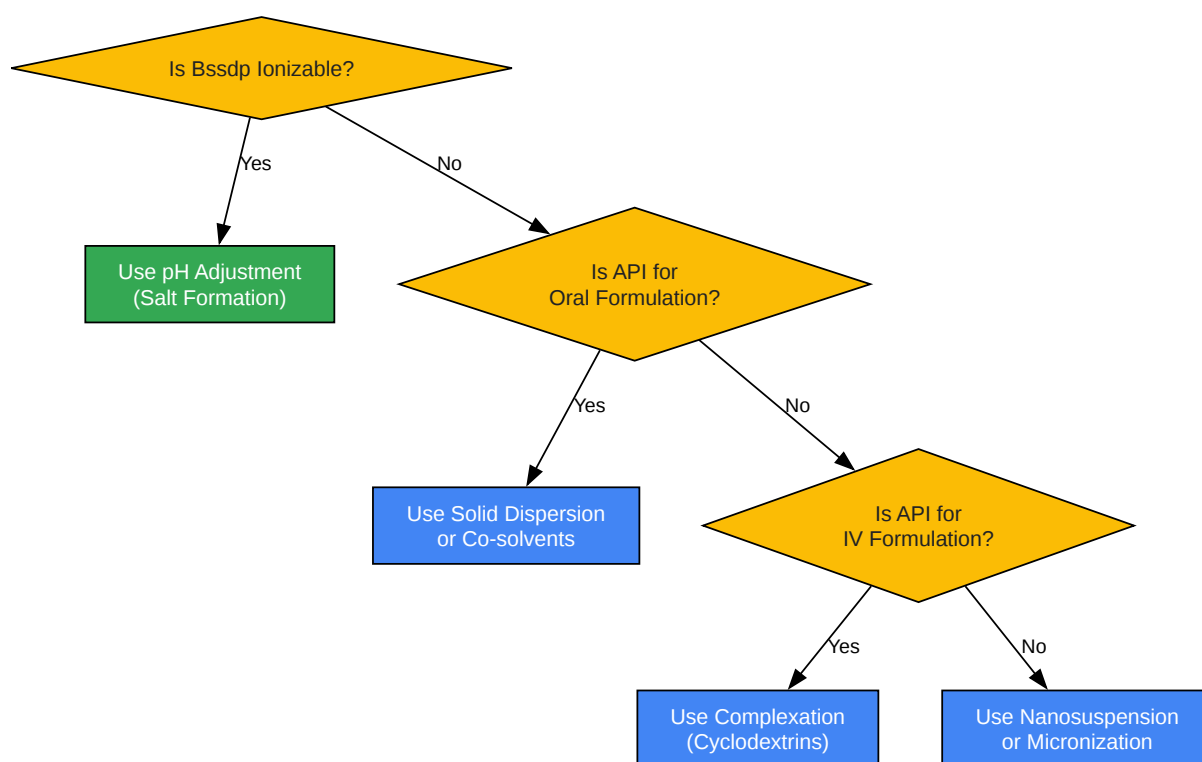 Is Bssdp Ionizable?
Yes
No
Use pH Adjustment
(Salt Formation)
Is API for
Oral Formulation?
Yes
No
Use Solid Dispersion
or Co-solvents
Is API for
IV Formulation?
Yes
No
Use Complexation
(Cyclodextrins)
Use Nanosuspension
or Micronization